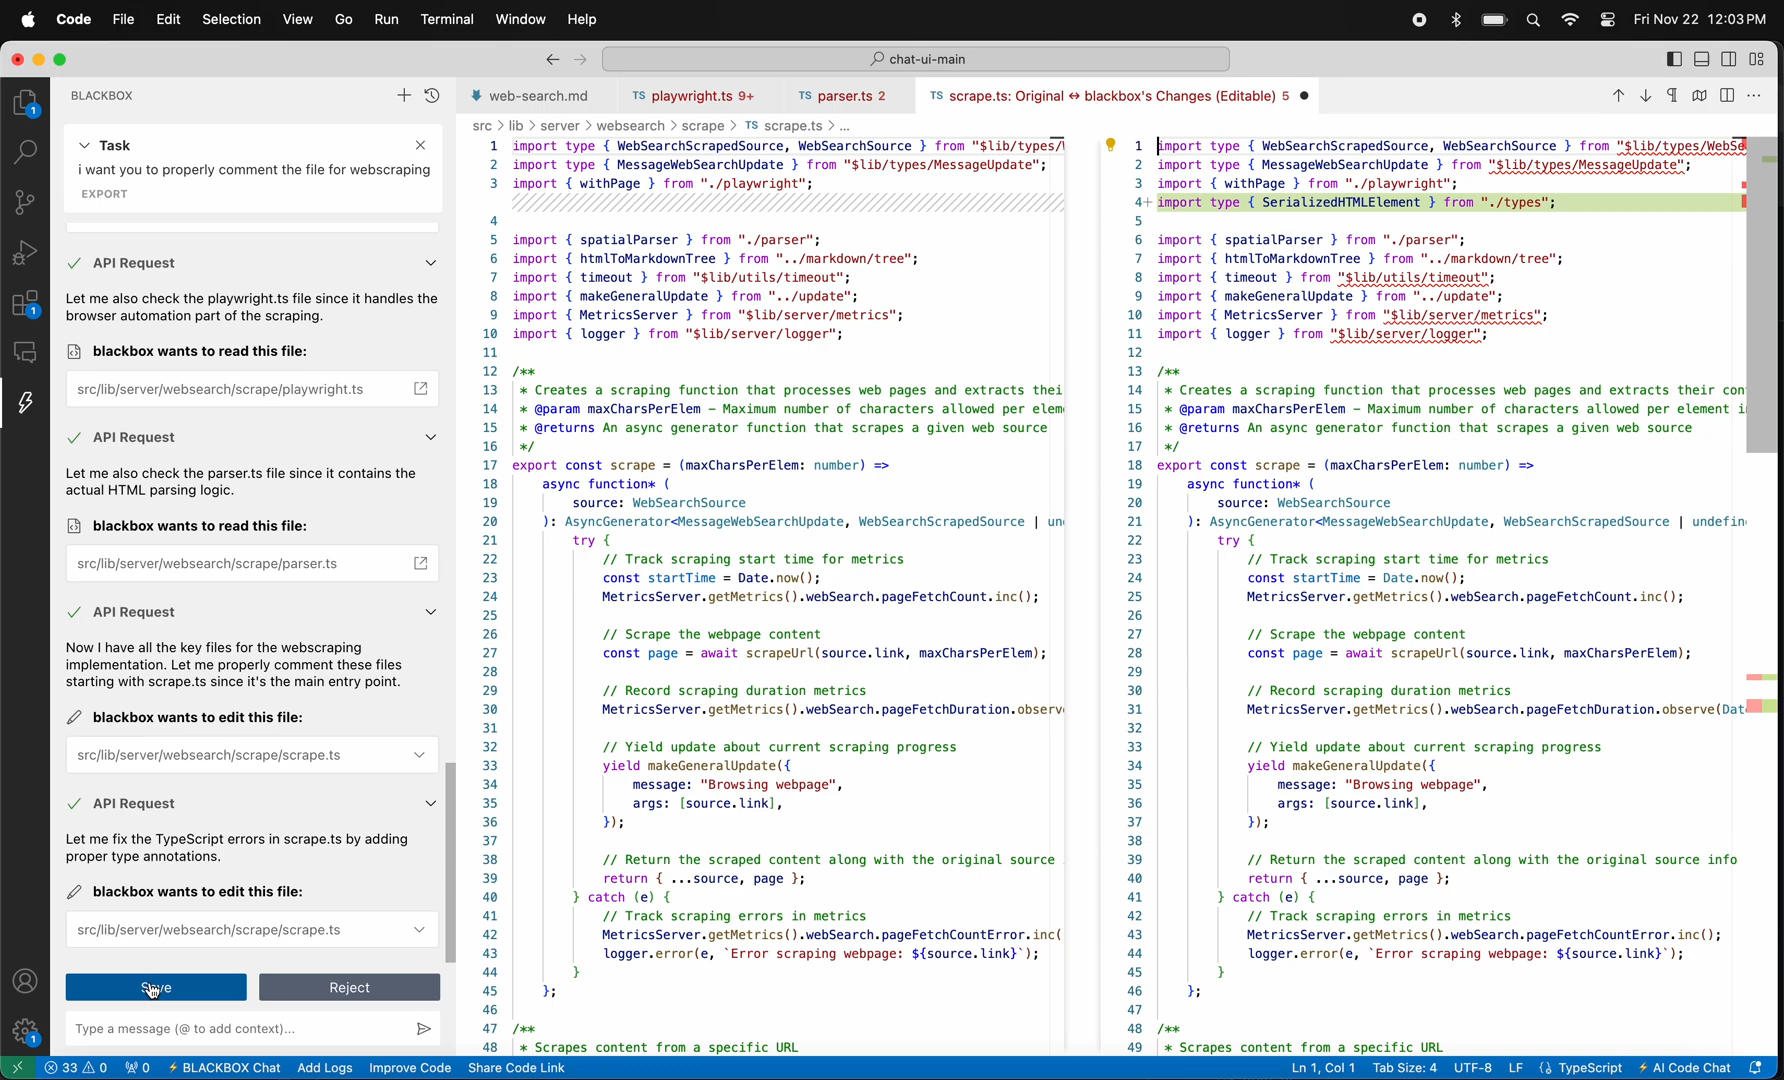 Code File Edit Selection View Go Run Terminal Window Help Fri Nov 22 12:03 PM
chat-ui-main
BLACKBOX
Task
i want you to properly comment the file for webscraping
EXPORT
API Request
Let me also check the playwright.ts file since it handles the
browser automation part of the scraping.
blackbox wants to read this file:
src/lib/server/websearch/scrape/playwright.ts
API Request
Let me also check the parser.ts file since it contains the
actual HTML parsing logic.
blackbox wants to read this file:
src/lib/server/websearch/scrape/parser.ts
API Request
Now I have all the key files for the webscraping
implementation. Let me properly comment these files
starting with scrape.ts since it's the main entry point.
blackbox wants to edit this file:
src/lib/server/websearch/scrape/scrape.ts
API Request
Let me fix the TypeScript errors in scrape.ts by adding
proper type annotations.
blackbox wants to edit this file:
src/lib/server/websearch/scrape/scrape.ts
Save Reject
Type a message (@ to add context)...
web-search.md TS playwright.ts 9+ TS parser.ts 2 TS scrape.ts: Original ↔ blackbox's Changes (Editable) 5
src > lib > server > websearch > scrape > TS scrape.ts > ...
1 import type { WebSearchScrapedSource, WebSearchSource } from "$lib/types/W
2 import type { MessageWebSearchUpdate } from "$lib/types/MessageUpdate";
3 import { withPage } from "./playwright";
4
5 import { spatialParser } from "./parser";
6 import { htmlToMarkdownTree } from "../markdown/tree";
7 import { timeout } from "$lib/utils/timeout";
8 import { makeGeneralUpdate } from "../update";
9 import { MetricsServer } from "$lib/server/metrics";
10 import { logger } from "$lib/server/logger";
11
12 /**
13 * Creates a scraping function that processes web pages and extracts thei
14 * @param maxCharsPerElem – Maximum number of characters allowed per elem
15 * @returns An async generator function that scrapes a given web source
16 */
17 export const scrape = (maxCharsPerElem: number) =>
18 async function* (
19 source: WebSearchSource
20 ): AsyncGenerator<MessageWebSearchUpdate, WebSearchScrapedSource | un
21 try {
22 // Track scraping start time for metrics
23 const startTime = Date.now();
24 MetricsServer.getMetrics().webSearch.pageFetchCount.inc();
25
26 // Scrape the webpage content
27 const page = await scrapeUrl(source.link, maxCharsPerElem);
28
29 // Record scraping duration metrics
30 MetricsServer.getMetrics().webSearch.pageFetchDuration.observ
31
32 // Yield update about current scraping progress
33 yield makeGeneralUpdate({
34 message: "Browsing webpage",
35 args: [source.link],
36 });
37
38 // Return the scraped content along with the original source
39 return { ...source, page };
40 } catch (e) {
41 // Track scraping errors in metrics
42 MetricsServer.getMetrics().webSearch.pageFetchCountError.inc(
43 logger.error(e, `Error scraping webpage: ${source.link}`);
44 }
45 };
46
47 /**
48 * Scrapes content from a specific URL
1 import type { WebSearchScrapedSource, WebSearchSource } from "$lib/types/WebSe
2 import type { MessageWebSearchUpdate } from "$lib/types/MessageUpdate";
3 import { withPage } from "./playwright";
4+ import type { SerializedHTMLElement } from "./types";
5
6 import { spatialParser } from "./parser";
7 import { htmlToMarkdownTree } from "../markdown/tree";
8 import { timeout } from "$lib/utils/timeout";
9 import { makeGeneralUpdate } from "../update";
10 import { MetricsServer } from "$lib/server/metrics";
11 import { logger } from "$lib/server/logger";
12
13 /**
14 * Creates a scraping function that processes web pages and extracts their con
15 * @param maxCharsPerElem – Maximum number of characters allowed per element i
16 * @returns An async generator function that scrapes a given web source
17 */
18 export const scrape = (maxCharsPerElem: number) =>
19 async function* (
20 source: WebSearchSource
21 ): AsyncGenerator<MessageWebSearchUpdate, WebSearchScrapedSource | undefin
22 try {
23 // Track scraping start time for metrics
24 const startTime = Date.now();
25 MetricsServer.getMetrics().webSearch.pageFetchCount.inc();
26
27 // Scrape the webpage content
28 const page = await scrapeUrl(source.link, maxCharsPerElem);
29
30 // Record scraping duration metrics
31 MetricsServer.getMetrics().webSearch.pageFetchDuration.observe(Dat
32
33 // Yield update about current scraping progress
34 yield makeGeneralUpdate({
35 message: "Browsing webpage",
36 args: [source.link],
37 });
38
39 // Return the scraped content along with the original source info
40 return { ...source, page };
41 } catch (e) {
42 // Track scraping errors in metrics
43 MetricsServer.getMetrics().webSearch.pageFetchCountError.inc();
44 logger.error(e, `Error scraping webpage: ${source.link}`);
45 }
46 };
47
48 /**
49 * Scrapes content from a specific URL
33 0 0 BLACKBOX Chat Add Logs Improve Code Share Code Link Ln 1, Col 1 Tab Size: 4 UTF-8 LF {} TypeScript AI Code Chat